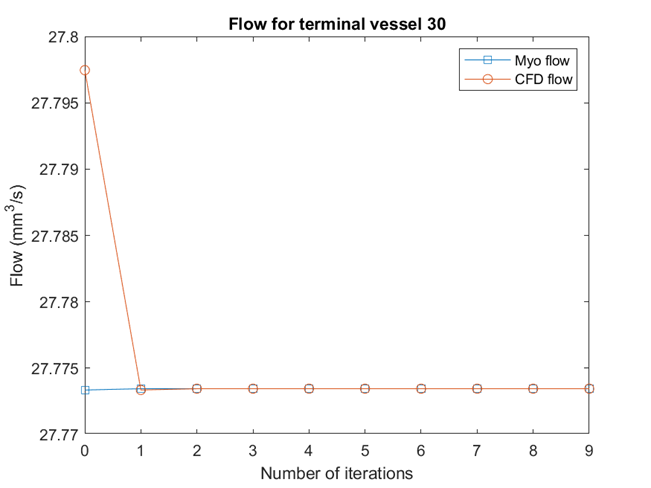 Flow for terminal vessel 30
Myo flow
CFD flow
27.8
27.795
27.79
27.785
27.78
27.775
27.77
Flow (mm³/s)
0 1 2 3 4 5 6 7 8 9
Number of iterations